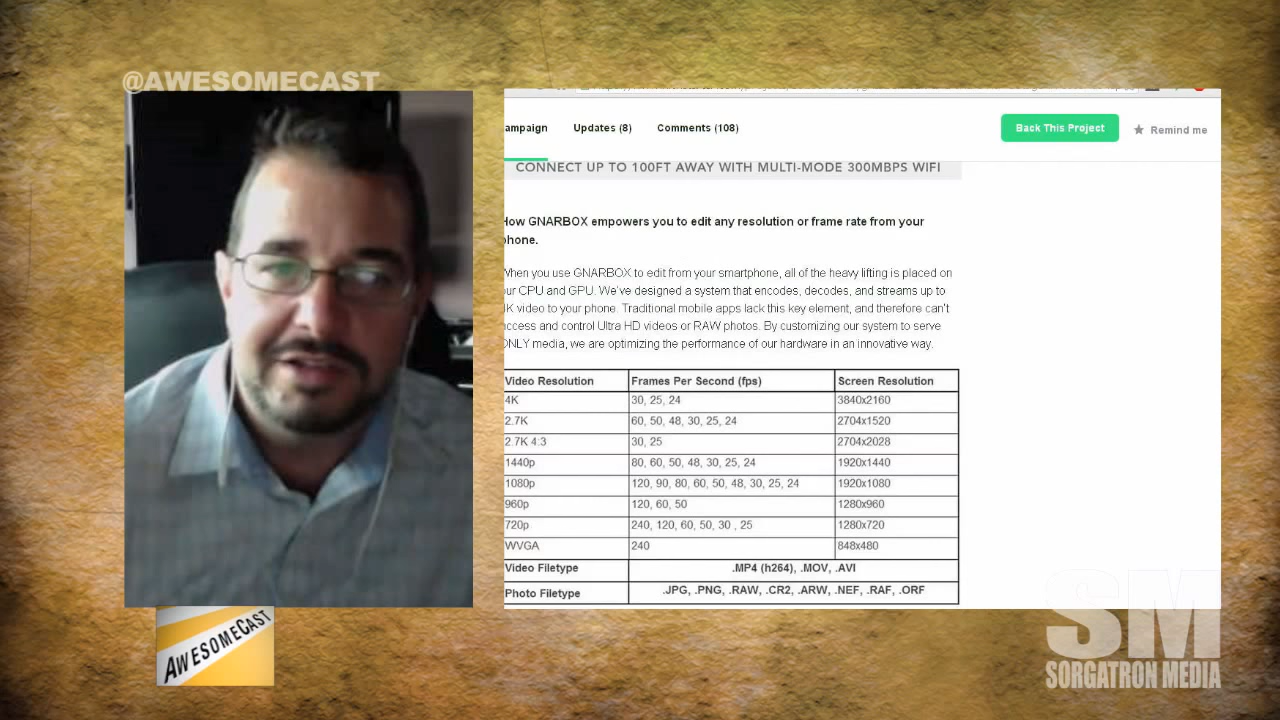 @AWESOMECAST
ampaign Updates (8) Comments (108) Back This Project Remind me
CONNECT UP TO 100FT AWAY WITH MULTI-MODE 300MBPS WIFI
How GNARBOX empowers you to edit any resolution or frame rate from your
phone.
When you use GNARBOX to edit from your smartphone, all of the heavy lifting is placed on
our CPU and GPU. We've designed a system that encodes, decodes, and streams up to
4K video to your phone. Traditional mobile apps lack this key element, and therefore can't
access and control Ultra HD videos or RAW photos. By customizing our system to serve
ONLY media, we are optimizing the performance of our hardware in an innovative way.
Video Resolution Frames Per Second (fps) Screen Resolution
4K 30, 25, 24 3840x2160
2.7K 60, 50, 48, 30, 25, 24 2704x1520
2.7K 4:3 30, 25 2704x2028
1440p 80, 60, 50, 48, 30, 25, 24 1920x1440
1080p 120, 90, 80, 60, 50, 48, 30, 25, 24 1920x1080
960p 120, 60, 50 1280x960
720p 240, 120, 60, 50, 30 , 25 1280x720
WVGA 240 848x480
Video Filetype .MP4 (h264), .MOV, .AVI
Photo Filetype .JPG, .PNG, .RAW, .CR2, .ARW, .NEF, .RAF, .ORF
AWESOMECAST
SM
SORGATRON MEDIA